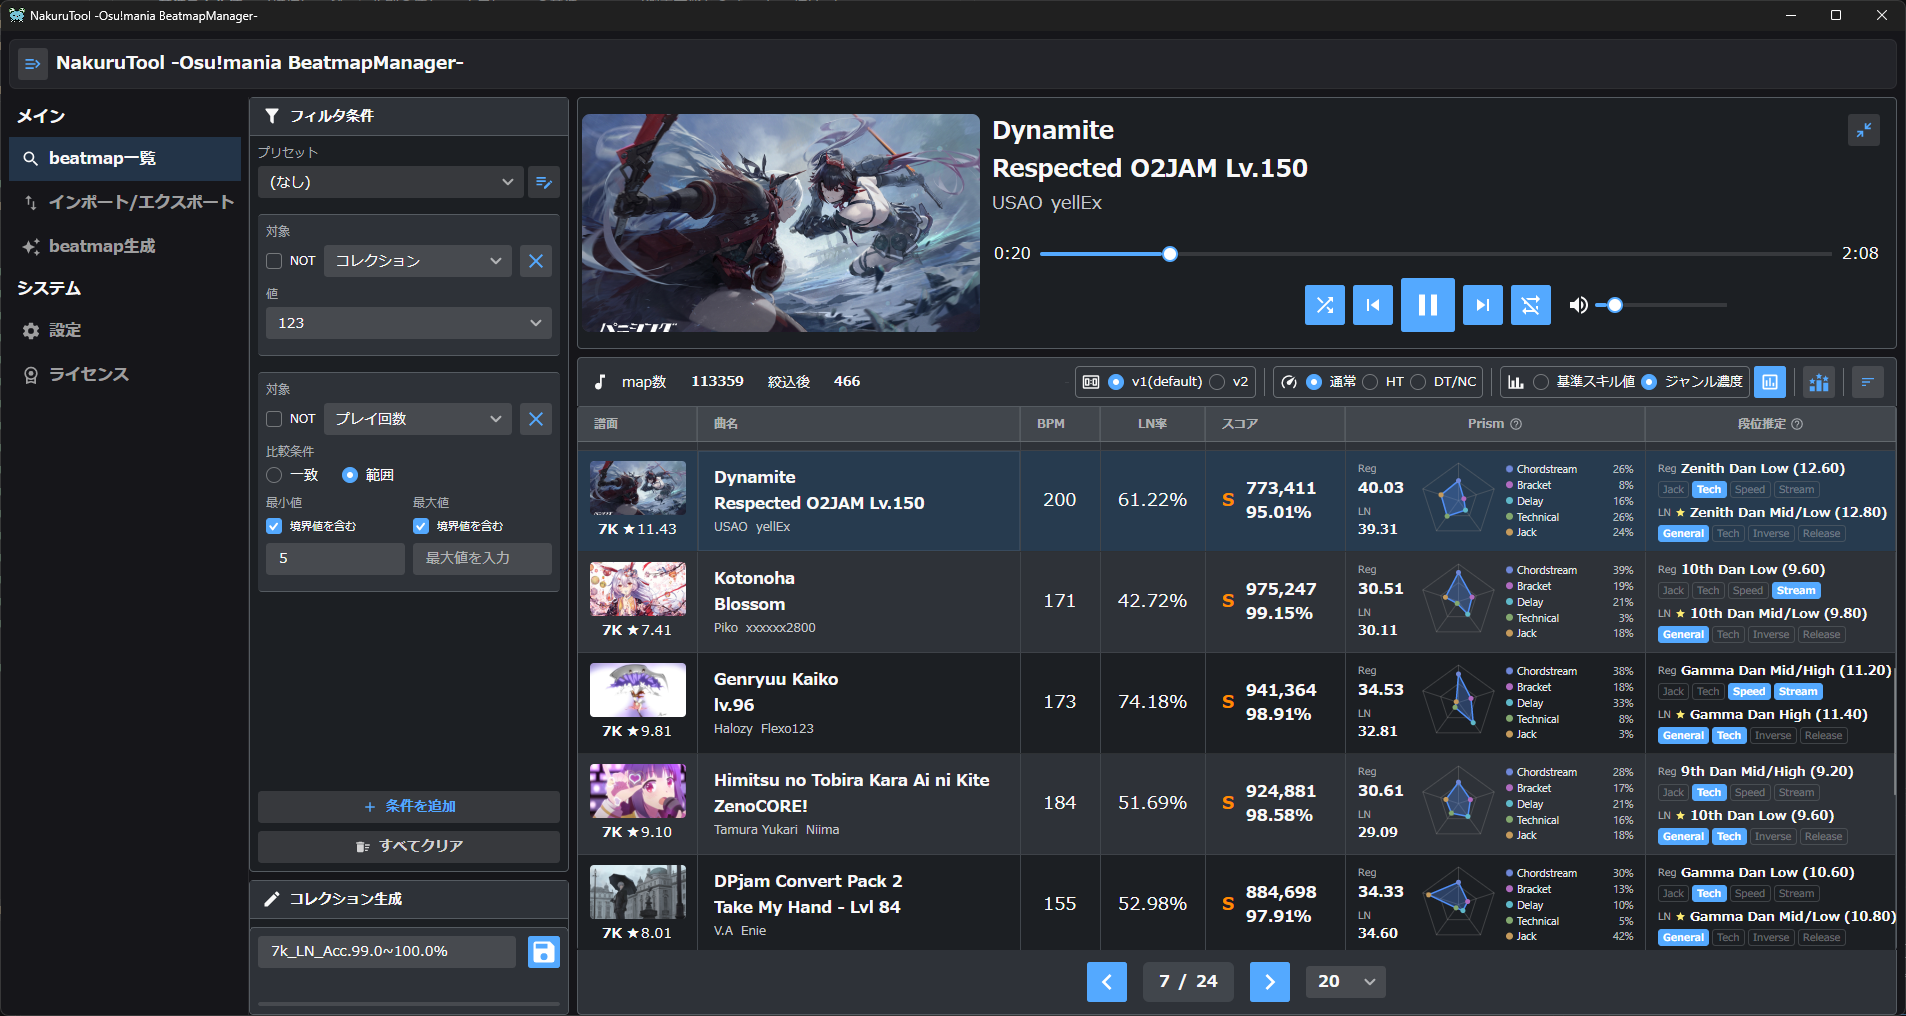 NakuruTool -Osu!mania BeatmapManager-
NakuruTool -Osu!mania BeatmapManager-
メイン
beatmap一覧
インポート/エクスポート
beatmap生成
システム
設定
ライセンス
フィルタ条件
プリセット
(なし)
対象
NOT コレクション
値
123
対象
NOT プレイ回数
比較条件
一致 範囲
最小値 最大値
境界値を含む 境界値を含む
5 最大値を入力
条件を追加
すべてクリア
コレクション生成
7k_LN_Acc.99.0~100.0%
パニシング
Dynamite
Respected O2JAM Lv.150
USAO yellEx
0:20 2:08
map数 113359 絞込後 466 v1(default) v2 通常 HT DT/NC 基準スキル値 ジャンル濃度
譜面 曲名 BPM LN率 スコア Prism 段位推定
7K ★11.43
Dynamite
Respected O2JAM Lv.150
USAO yellEx
200
61.22%
S 773,411
95.01%
Reg
40.03
LN
39.31
Chordstream 26%
Bracket 8%
Delay 16%
Technical 26%
Jack 24%
Reg Zenith Dan Low (12.60)
Jack Tech Speed Stream
LN ★ Zenith Dan Mid/Low (12.80)
General Tech Inverse Release
7K ★7.41
Kotonoha
Blossom
Piko xxxxxx2800
171
42.72%
S 975,247
99.15%
Reg
30.51
LN
30.11
Chordstream 39%
Bracket 19%
Delay 21%
Technical 3%
Jack 18%
Reg 10th Dan Low (9.60)
Jack Tech Speed Stream
LN ★ 10th Dan Mid/Low (9.80)
General Tech Inverse Release
7K ★9.81
Genryuu Kaiko
lv.96
Halozy Flexo123
173
74.18%
S 941,364
98.91%
Reg
34.53
LN
32.81
Chordstream 38%
Bracket 18%
Delay 33%
Technical 8%
Jack 3%
Reg Gamma Dan Mid/High (11.20)
Jack Tech Speed Stream
LN ★ Gamma Dan High (11.40)
General Tech Inverse Release
7K ★9.10
Himitsu no Tobira Kara Ai ni Kite
ZenoCORE!
Tamura Yukari Niima
184
51.69%
S 924,881
98.58%
Reg
30.61
LN
29.09
Chordstream 28%
Bracket 17%
Delay 21%
Technical 16%
Jack 18%
Reg 9th Dan Mid/High (9.20)
Jack Tech Speed Stream
LN ★ 10th Dan Low (9.60)
General Tech Inverse Release
7K ★8.01
DPjam Convert Pack 2
Take My Hand - Lvl 84
V.A Enie
155
52.98%
S 884,698
97.91%
Reg
34.33
LN
34.60
Chordstream 30%
Bracket 13%
Delay 10%
Technical 5%
Jack 42%
Reg Gamma Dan Low (10.60)
Jack Tech Speed Stream
LN ★ Gamma Dan Mid/Low (10.80)
General Tech Inverse Release
7 / 24
20